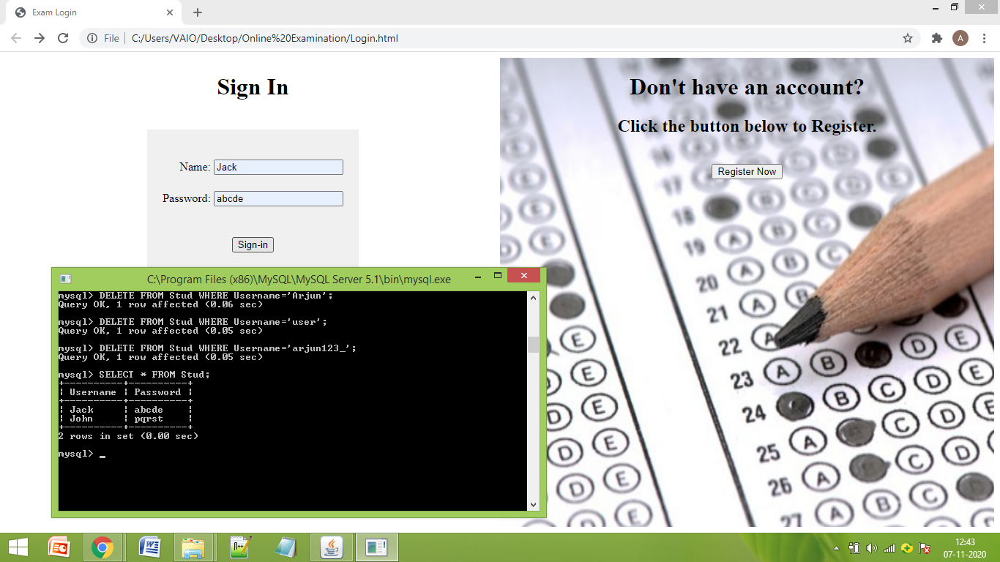 Exam Login
File
C:/Users/VAIO/Desktop/Online%20Examination/Login.html
A
Sign In
Name: Jack
Password: abcde
Sign-in
Don't have an account?
Click the button below to Register.
Register Now
C:\Program Files (x86)\MySQL\MySQL Server 5.1\bin\mysql.exe
mysql> DELETE FROM Stud WHERE Username='Arjun';
Query OK, 1 row affected (0.06 sec)
mysql> DELETE FROM Stud WHERE Username='user';
Query OK, 1 row affected (0.05 sec)
mysql> DELETE FROM Stud WHERE Username='arjun123_';
Query OK, 1 row affected (0.05 sec)
mysql> SELECT * FROM Stud;
+----------+----------+
| Username | Password |
+----------+----------+
| Jack     | abcde    |
| John     | pqrst    |
+----------+----------+
2 rows in set (0.00 sec)
mysql> _
16
17
18 B C D E
19 A B C
20 A B C
21 A B
22 A D E
23 A B D E
24 B C D E
25 A C D E
26 A C D
27 A B C
12:43
07-11-2020